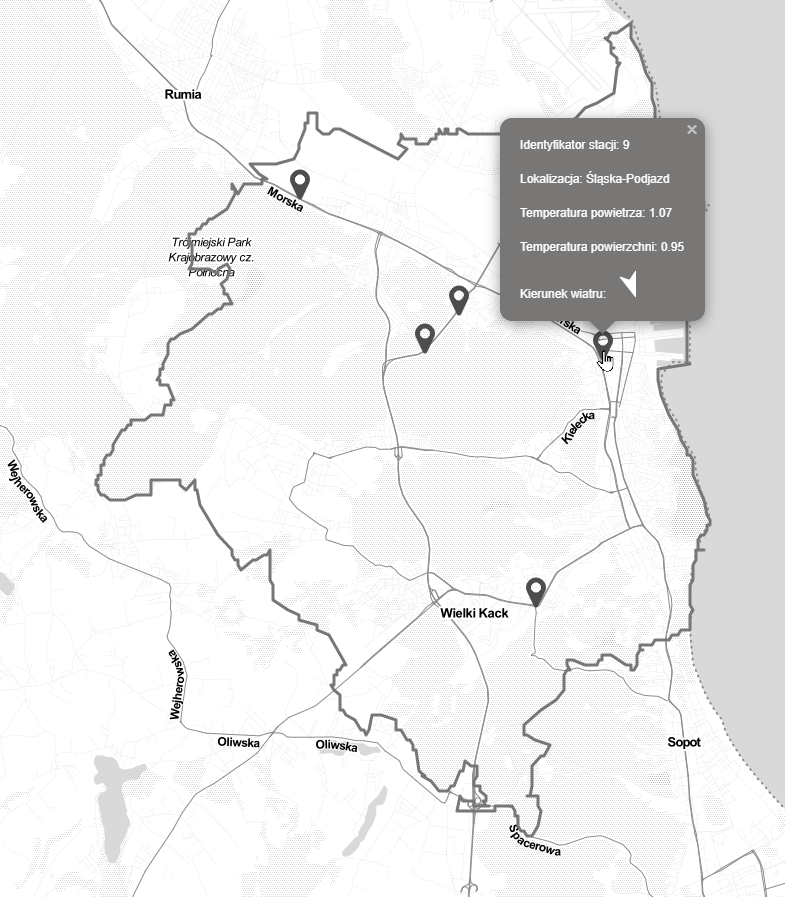 Rumia
×
Identyfikator stacji: 9
Lokalizacja: Śląska-Podjazd
Temperatura powietrza: 1.07
Temperatura powierzchni: 0.95
Kierunek wiatru:
Morska
Trójmiejski Park
Krajobrazowy cz.
Północna
rska
Kielecka
Wejherowska
Wielki Kack
Wejherowska
Oliwska
Oliwska
Sopot
Spacerowa